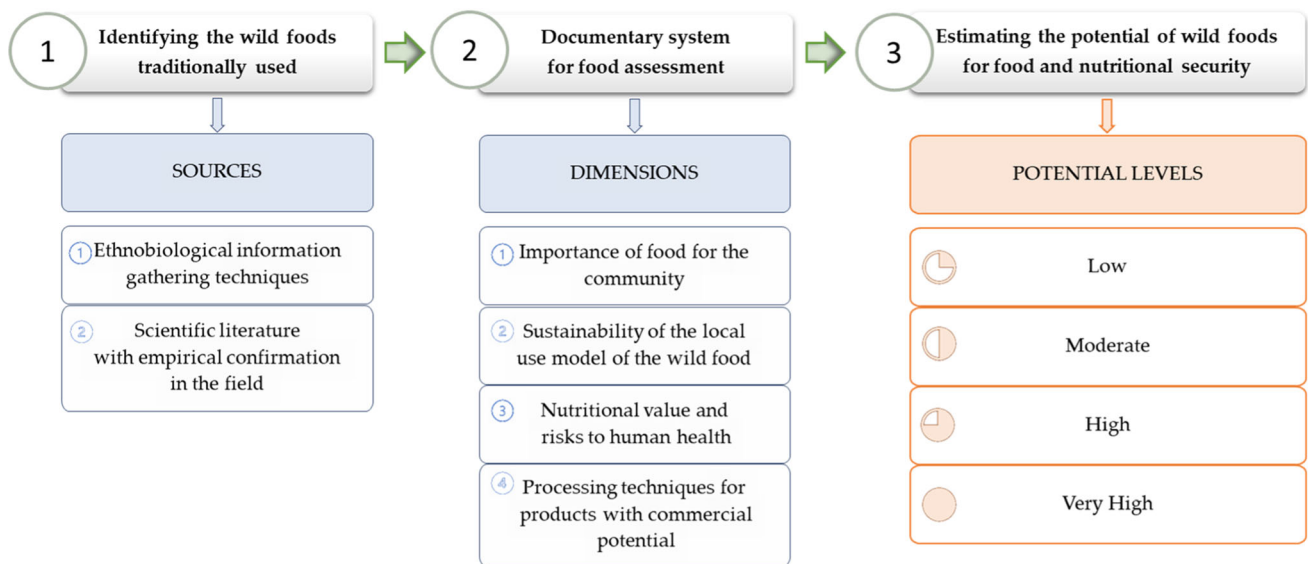 1
Identifying the wild foods
traditionally used
2
Documentary system
for food assessment
3
Estimating the potential of wild foods
for food and nutritional security
SOURCES
1 Ethnobiological information
gathering techniques
2 Scientific literature
with empirical confirmation
in the field
DIMENSIONS
1 Importance of food for the
community
2 Sustainability of the local
use model of the wild food
3 Nutritional value and
risks to human health
4 Processing techniques for
products with commercial
potential
POTENTIAL LEVELS
Low
Moderate
High
Very High